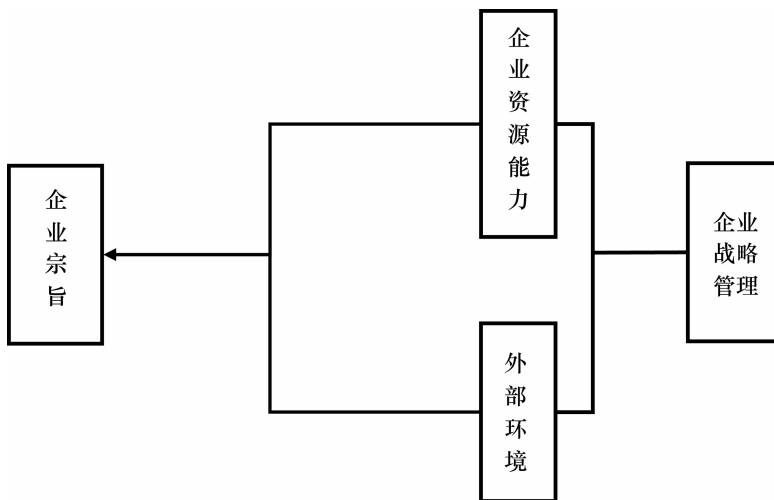 企业宗旨
企业资源能力
外部环境
企业
战略
管理